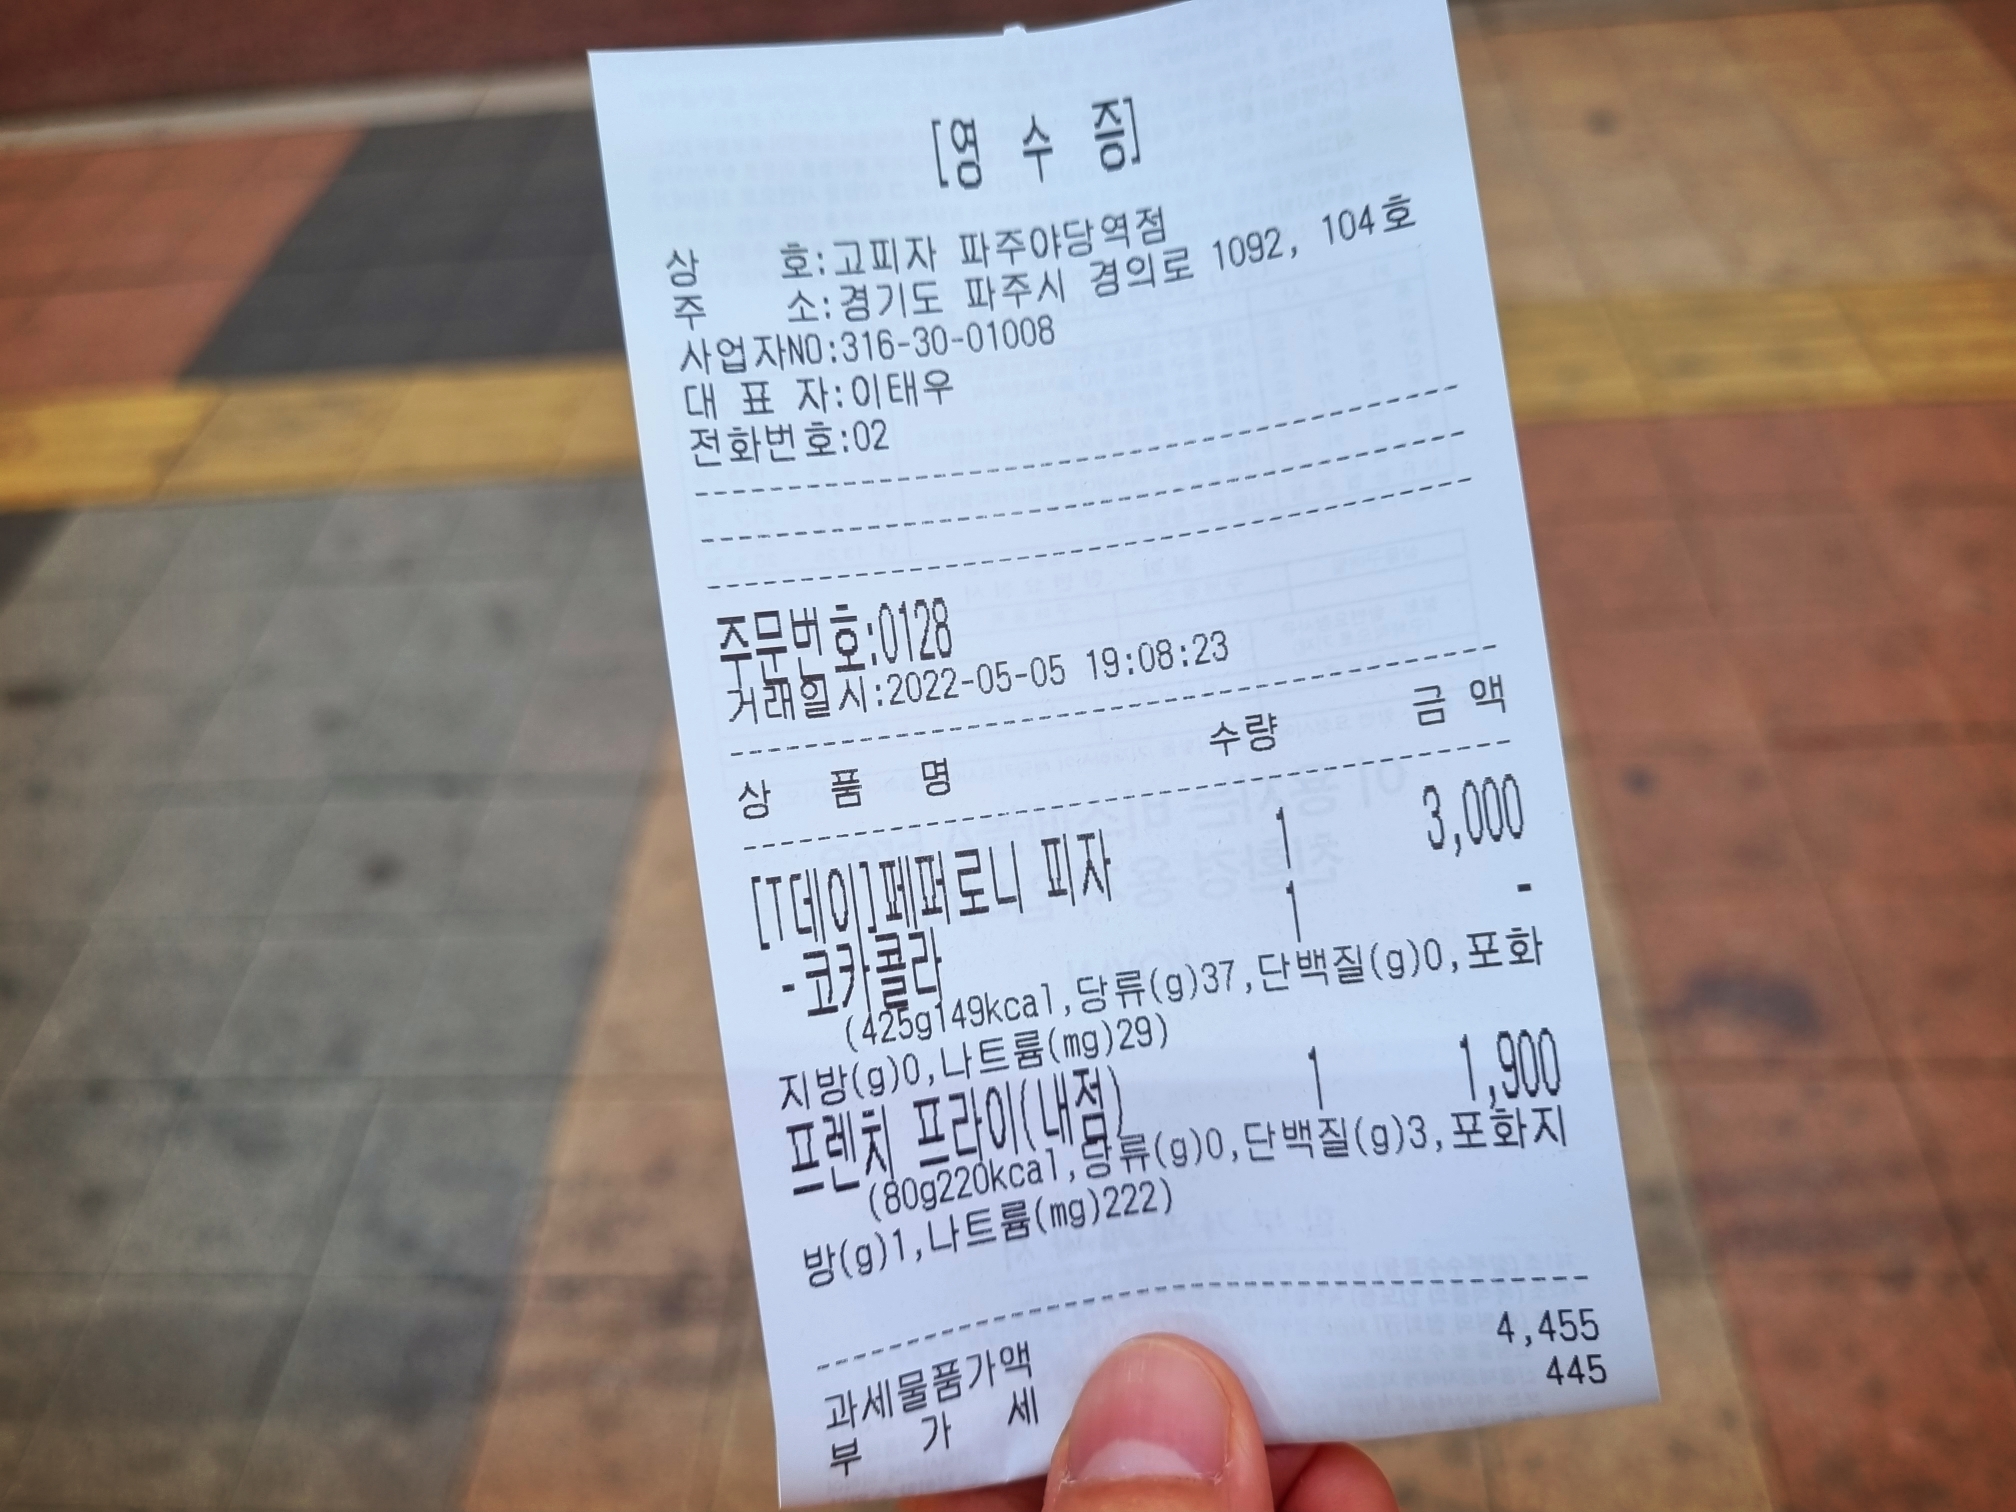 [영 수 증]
상 호:고피자 파주야당역점
주 소:경기도 파주시 경의로 1092, 104호
사업자NO:316-30-01008
대 표 자:이태우
전화번호:02
주문번호:0128
거래일시:2022-05-05 19:08:23
상 품 명 수량 금 액
[T데이]페퍼로니 피자 1 3,000
-코카콜라 1 -
(425g149kcal,당류(g)37,단백질(g)0,포화
지방(g)0,나트륨(mg)29)
프렌치 프라이(내점) 1 1,900
(80g220kcal,당류(g)0,단백질(g)3,포화지
방(g)1,나트륨(mg)222)
과세물품가액 4,455
부 가 세 445